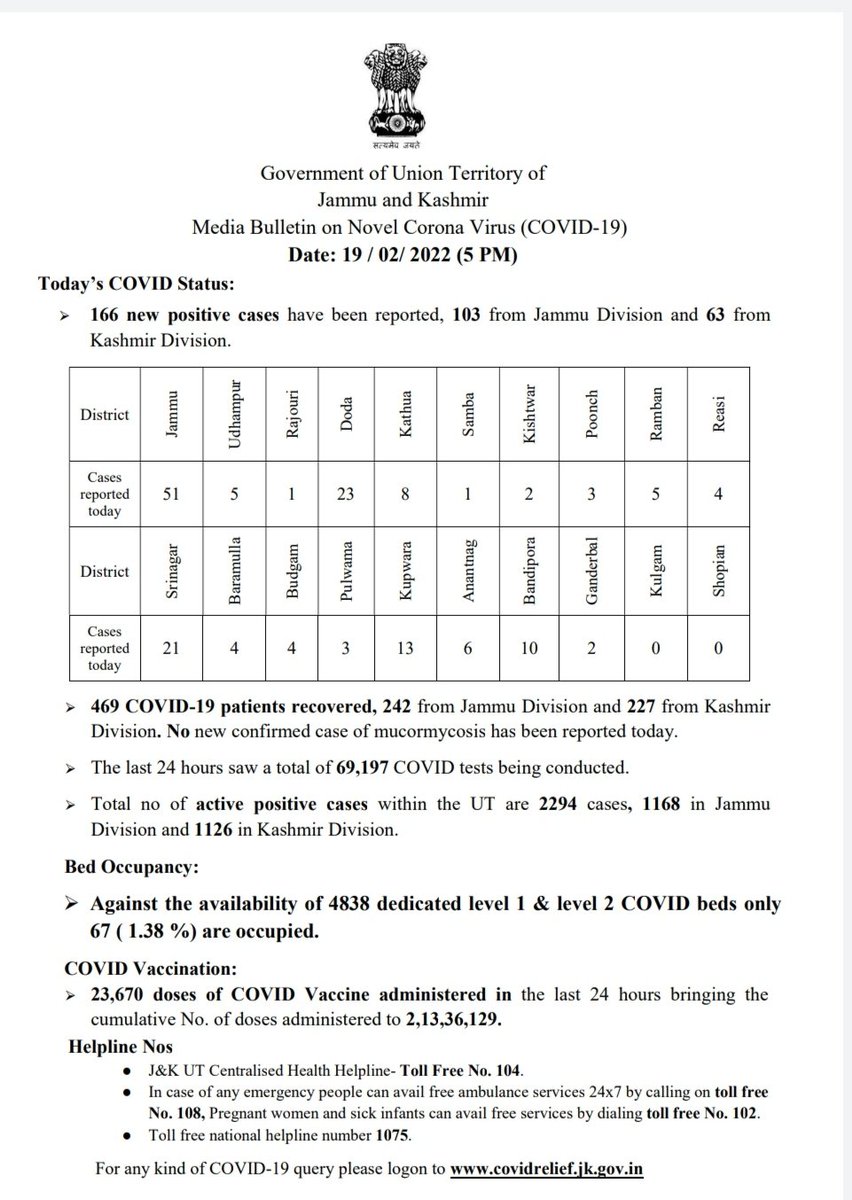 सत्यमेव जयते
Government of Union Territory of
Jammu and Kashmir
Media Bulletin on Novel Corona Virus (COVID-19)
Date: 19 / 02/ 2022 (5 PM)
Today’s COVID Status:
➢ 166 new positive cases have been reported, 103 from Jammu Division and 63 from
Kashmir Division.
District Jammu Udhampur Rajouri Doda Kathua Samba Kishtwar Poonch Ramban Reasi
Cases
reported
today 51 5 1 23 8 1 2 3 5 4
District Srinagar Baramulla Budgam Pulwama Kupwara Anantnag Bandipora Ganderbal Kulgam Shopian
Cases
reported
today 21 4 4 3 13 6 10 2 0 0
➢ 469 COVID-19 patients recovered, 242 from Jammu Division and 227 from Kashmir
Division. No new confirmed case of mucormycosis has been reported today.
➢ The last 24 hours saw a total of 69,197 COVID tests being conducted.
➢ Total no of active positive cases within the UT are 2294 cases, 1168 in Jammu
Division and 1126 in Kashmir Division.
Bed Occupancy:
➢ Against the availability of 4838 dedicated level 1 & level 2 COVID beds only
67 ( 1.38 %) are occupied.
COVID Vaccination:
➢ 23,670 doses of COVID Vaccine administered in the last 24 hours bringing the
cumulative No. of doses administered to 2,13,36,129.
Helpline Nos
● J&K UT Centralised Health Helpline- Toll Free No. 104.
● In case of any emergency people can avail free ambulance services 24x7 by calling on toll free
No. 108, Pregnant women and sick infants can avail free services by dialing toll free No. 102.
● Toll free national helpline number 1075.
For any kind of COVID-19 query please logon to www.covidrelief.jk.gov.in